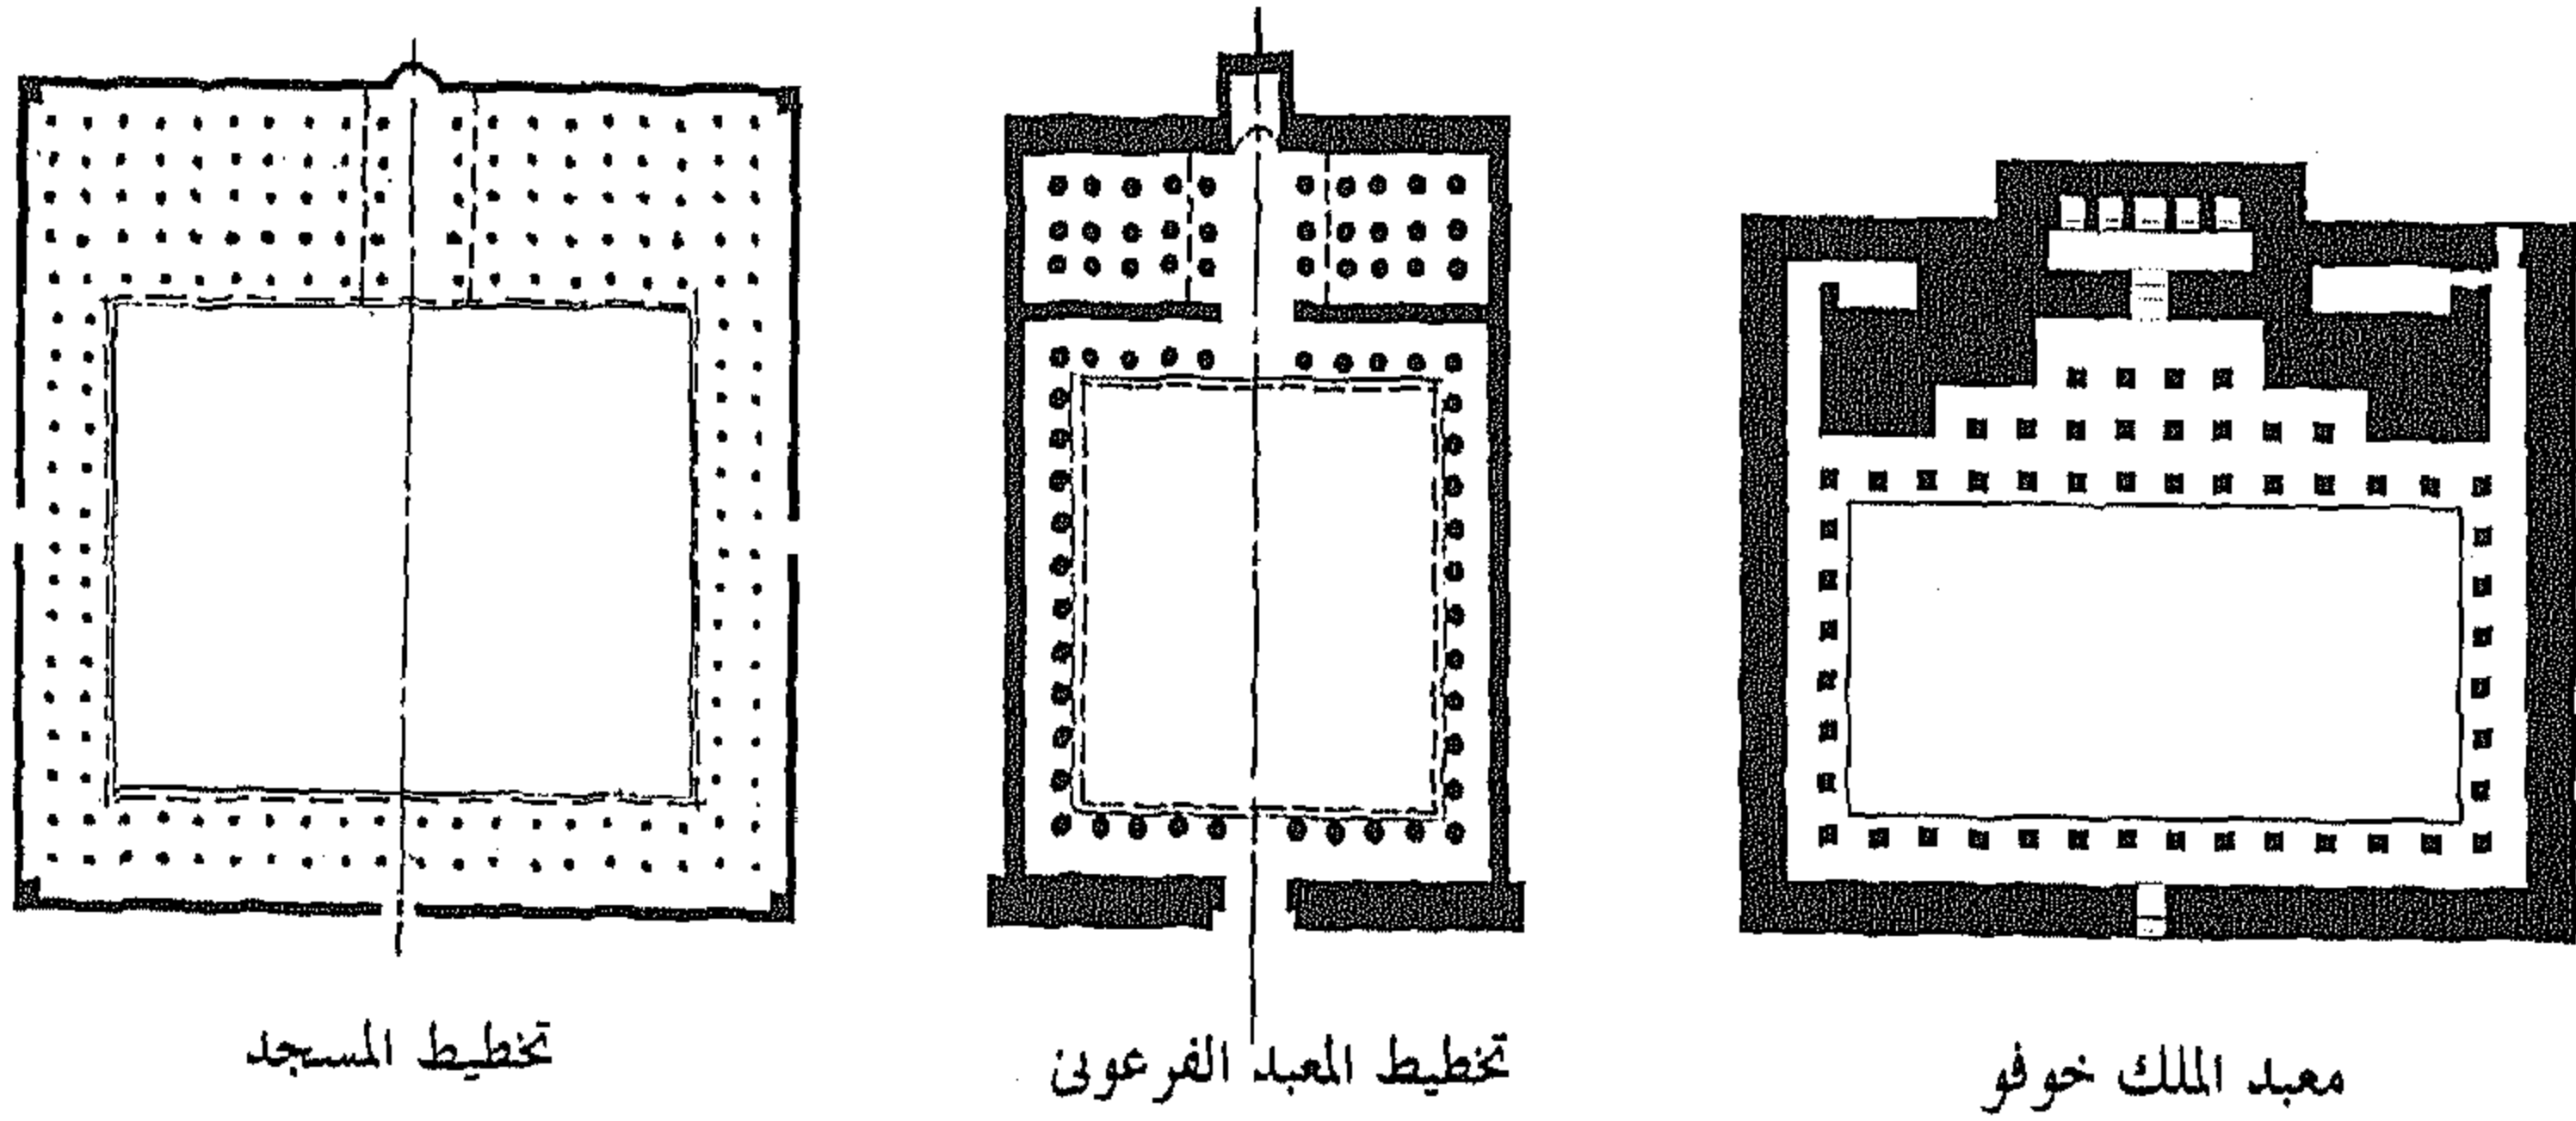 معبد الملك خوفو
تخطيط المعبد الفرعونى
تخطيط المسجد